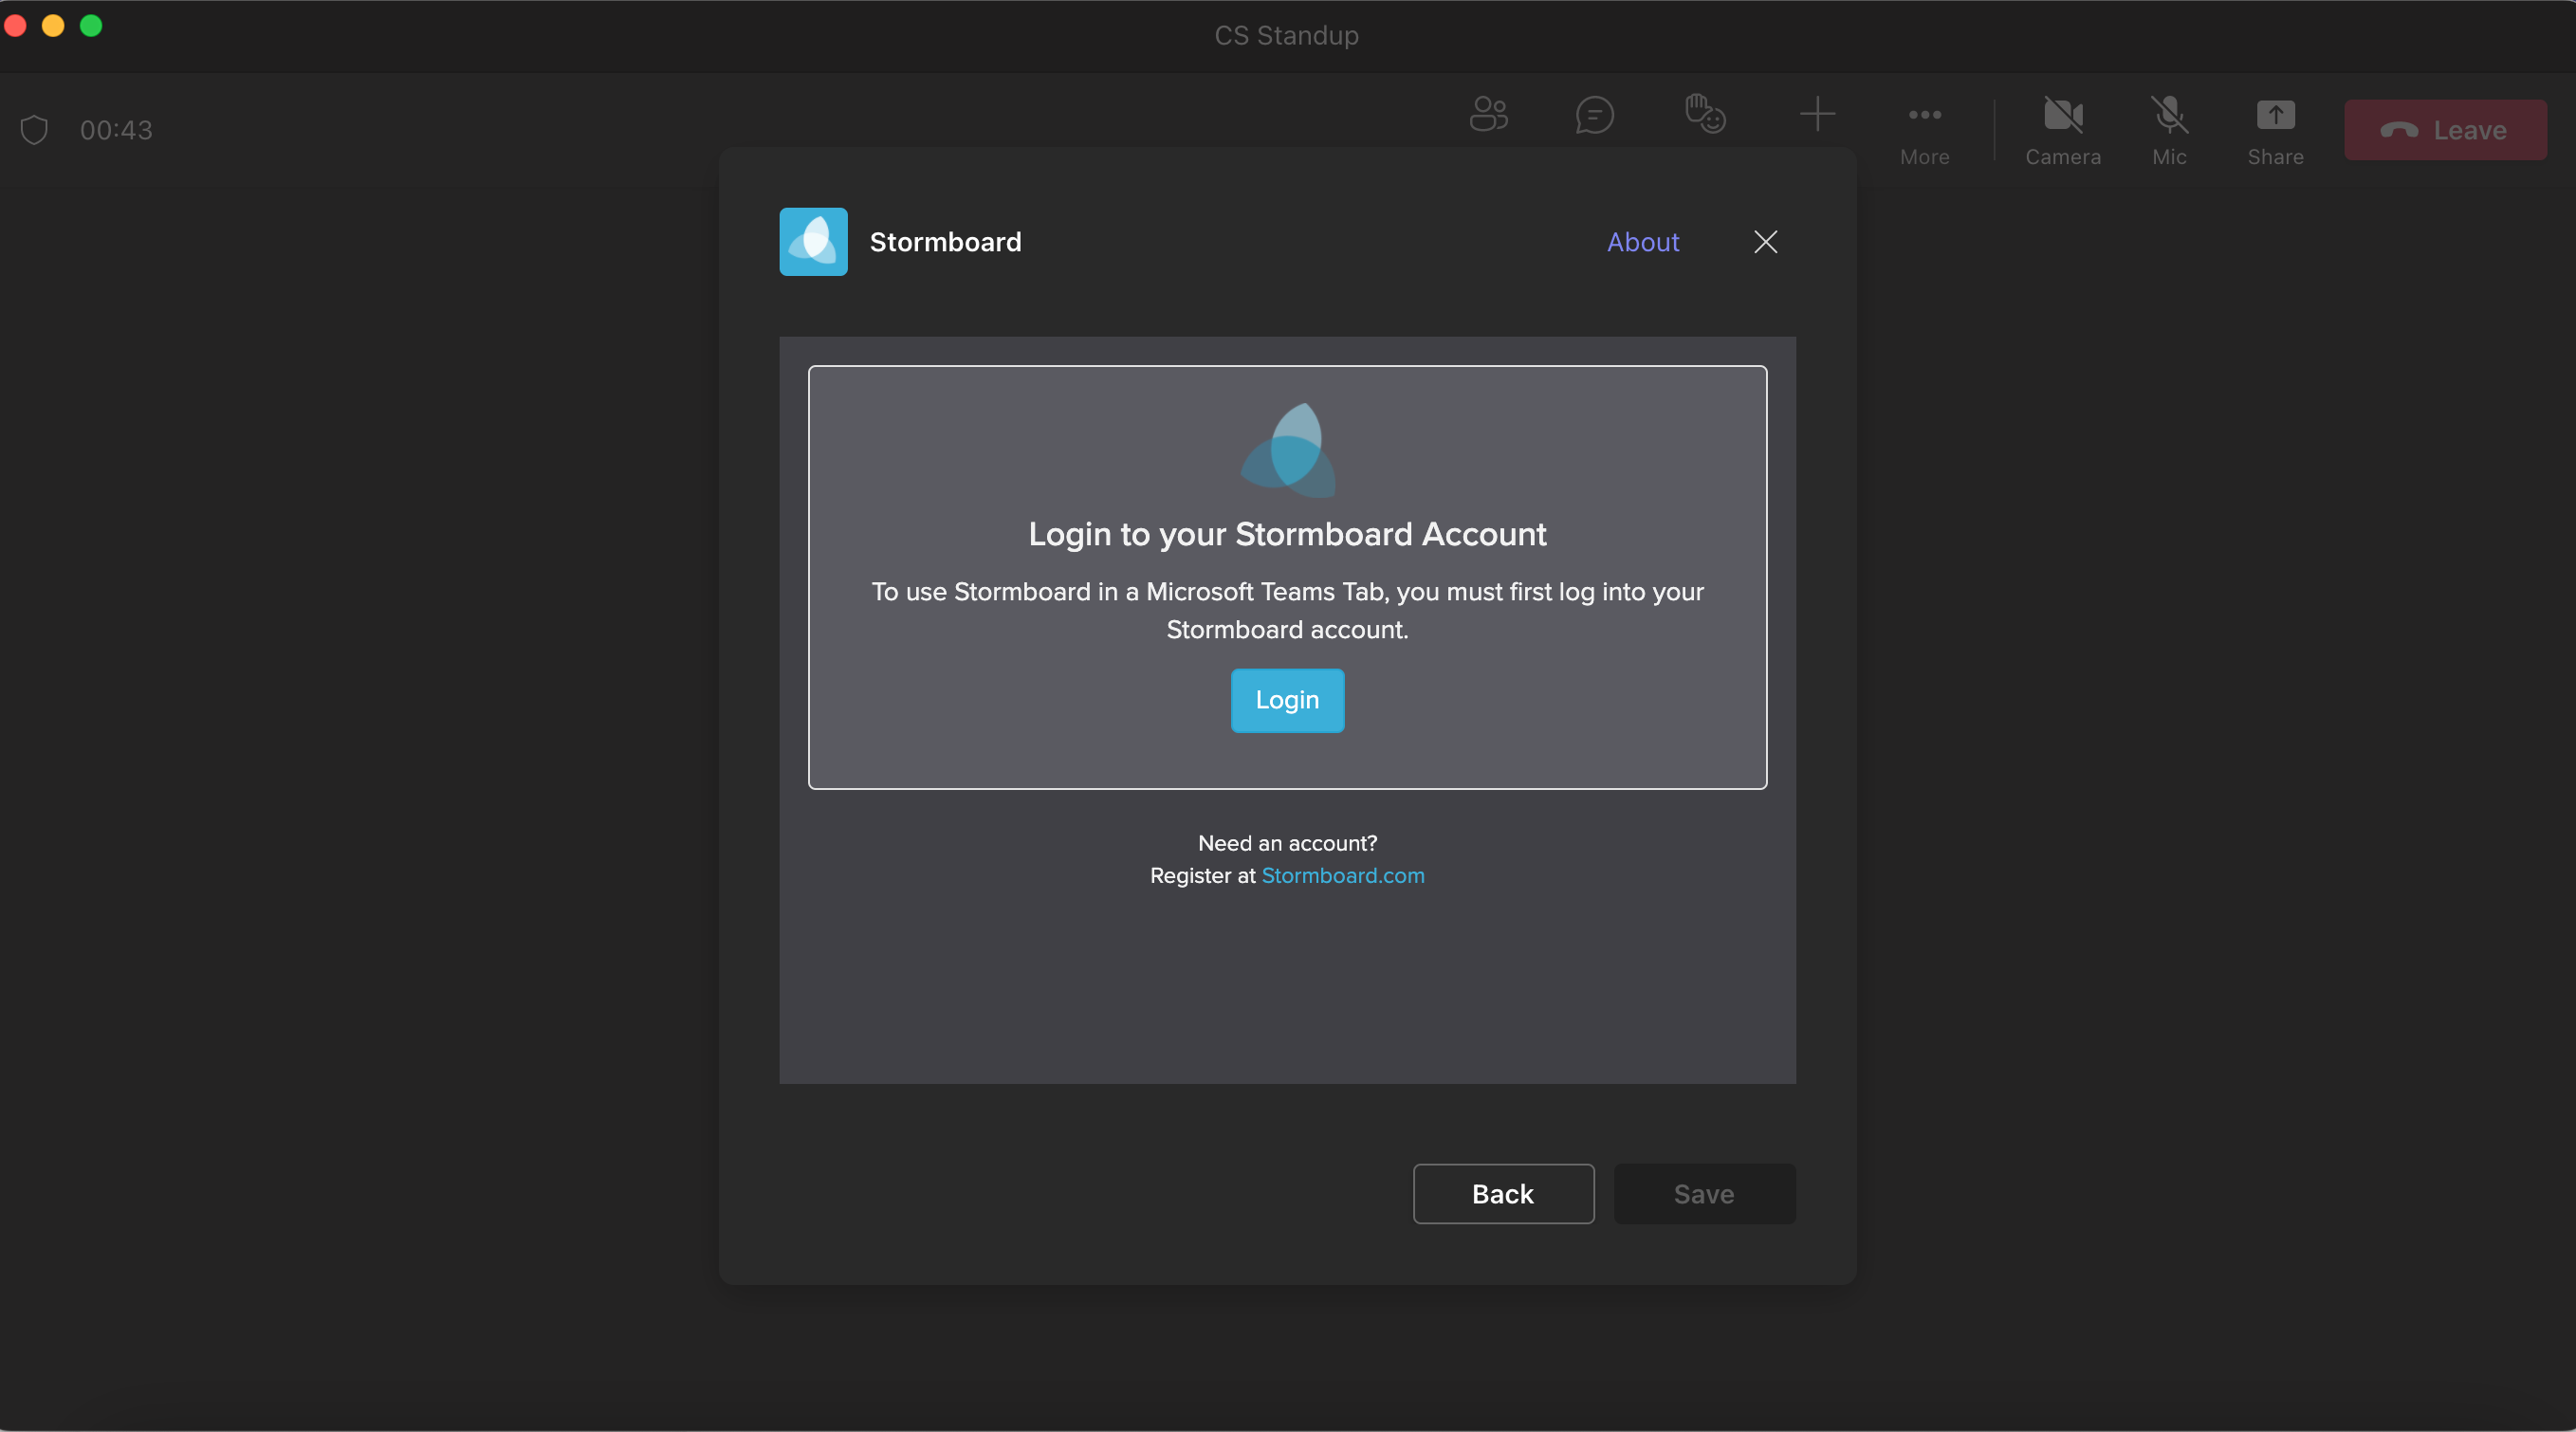 CS Standup
00:43
More
Camera
Mic
Share
Leave
Stormboard
About
Login to your Stormboard Account
To use Stormboard in a Microsoft Teams Tab, you must first log into your
Stormboard account.
Login
Need an account?
Register at Stormboard.com
Back
Save